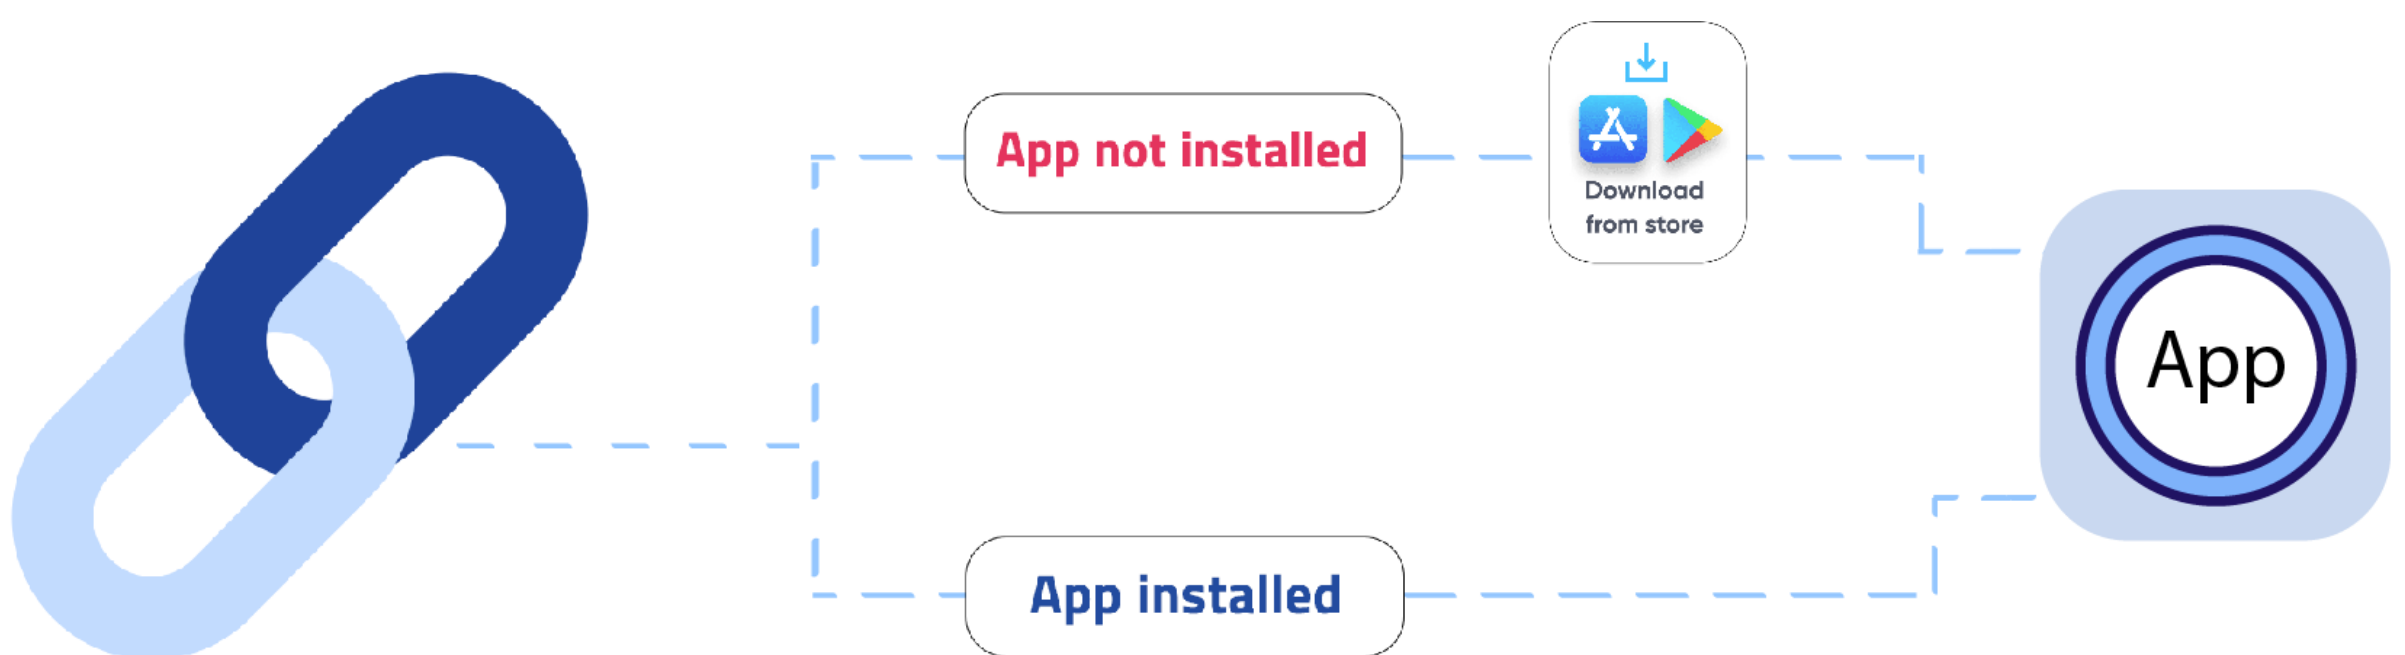 App not installed
Download
from store
App
App installed